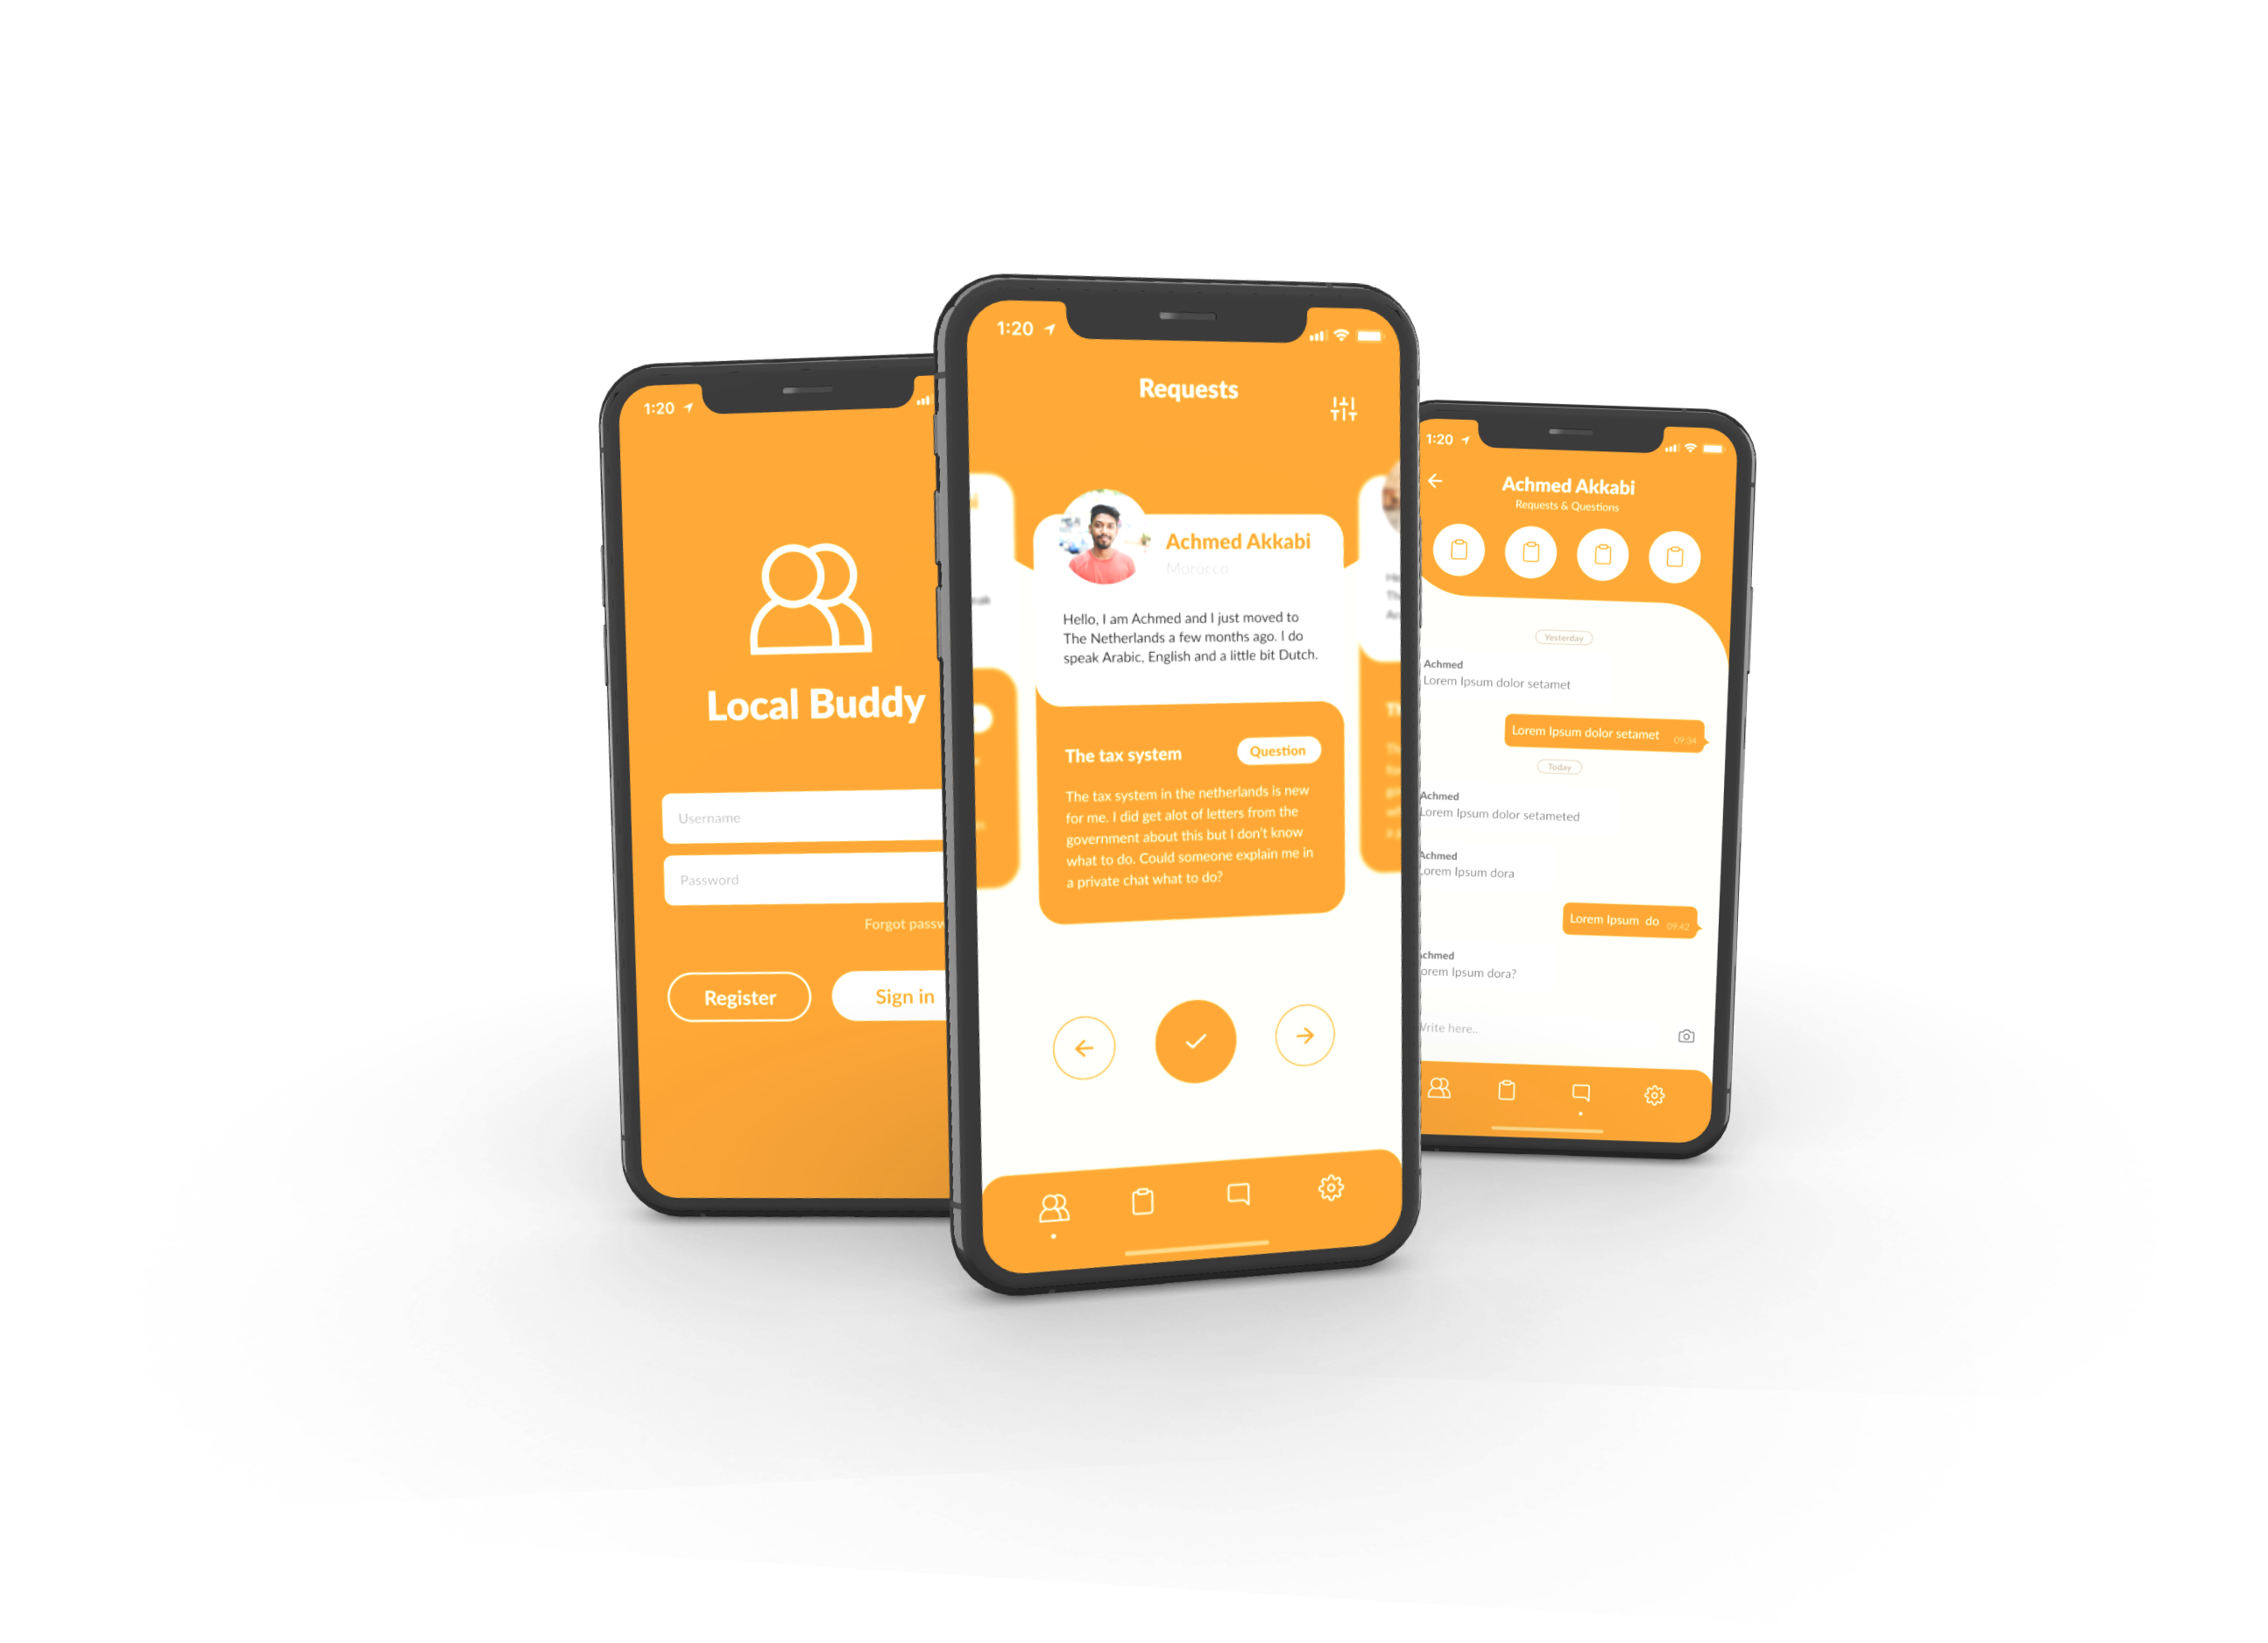 1:20
Local Buddy
Username
Password
Forgot
Register
Sign in
1:20
Requests
Achmed Akkabi
Morocco
Hello, I am Achmed and I just moved to
The Netherlands a few months ago. I do
speak Arabic, English and a little bit Dutch.
The tax system
Question
The tax system in the netherlands is new
for me. I did get alot of letters from the
government about this but I don't know
what to do. Could someone explain me in
a private chat what to do?
1:20
Achmed Akkabi
Requests & Questions
Yesterday
Achmed
Lorem Ipsum dolor setamet
Lorem Ipsum dolor setamet 09:34
Today
Achmed
Lorem Ipsum dolor setameted
Achmed
Lorem Ipsum dora
Lorem Ipsum do 09:42
Achmed
Lorem Ipsum dora?
Write here..